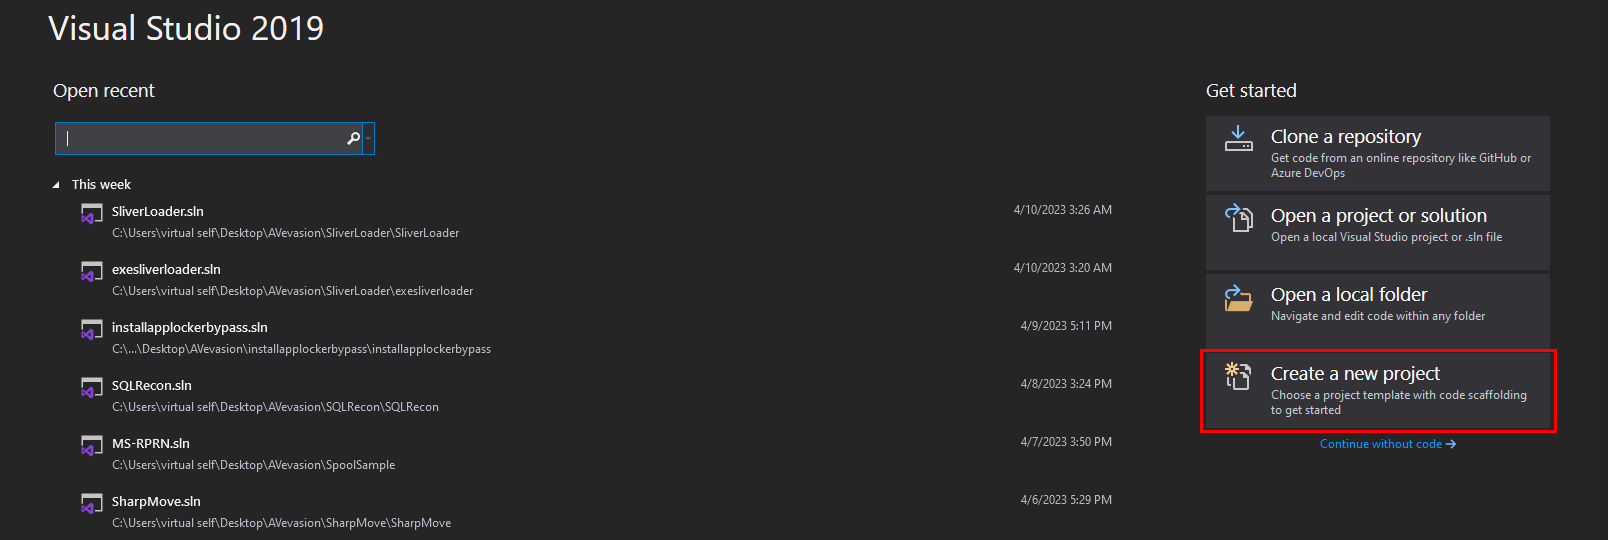 Visual Studio 2019
Open recent
This week
SliverLoader.sln
4/10/2023 3:26 AM
C:\Users\virtual self\Desktop\AVevasion\SliverLoader\SliverLoader
exesliverloader.sln
4/10/2023 3:20 AM
C:\Users\virtual self\Desktop\AVevasion\SliverLoader\exesliverloader
installapplockerbypass.sln
4/9/2023 5:11 PM
C:\...\Desktop\AVevasion\installapplockerbypass\installapplockerbypass
SQLRecon.sln
4/8/2023 3:24 PM
C:\Users\virtual self\Desktop\AVevasion\SQLRecon\SQLRecon
MS-RPRN.sln
4/7/2023 3:50 PM
C:\Users\virtual self\Desktop\AVevasion\SpoolSample
SharpMove.sln
4/6/2023 5:29 PM
C:\Users\virtual self\Desktop\AVevasion\SharpMove\SharpMove
Get started
Clone a repository
Get code from an online repository like GitHub or
Azure DevOps
Open a project or solution
Open a local Visual Studio project or .sln file
Open a local folder
Navigate and edit code within any folder
Create a new project
Choose a project template with code scaffolding
to get started
Continue without code →